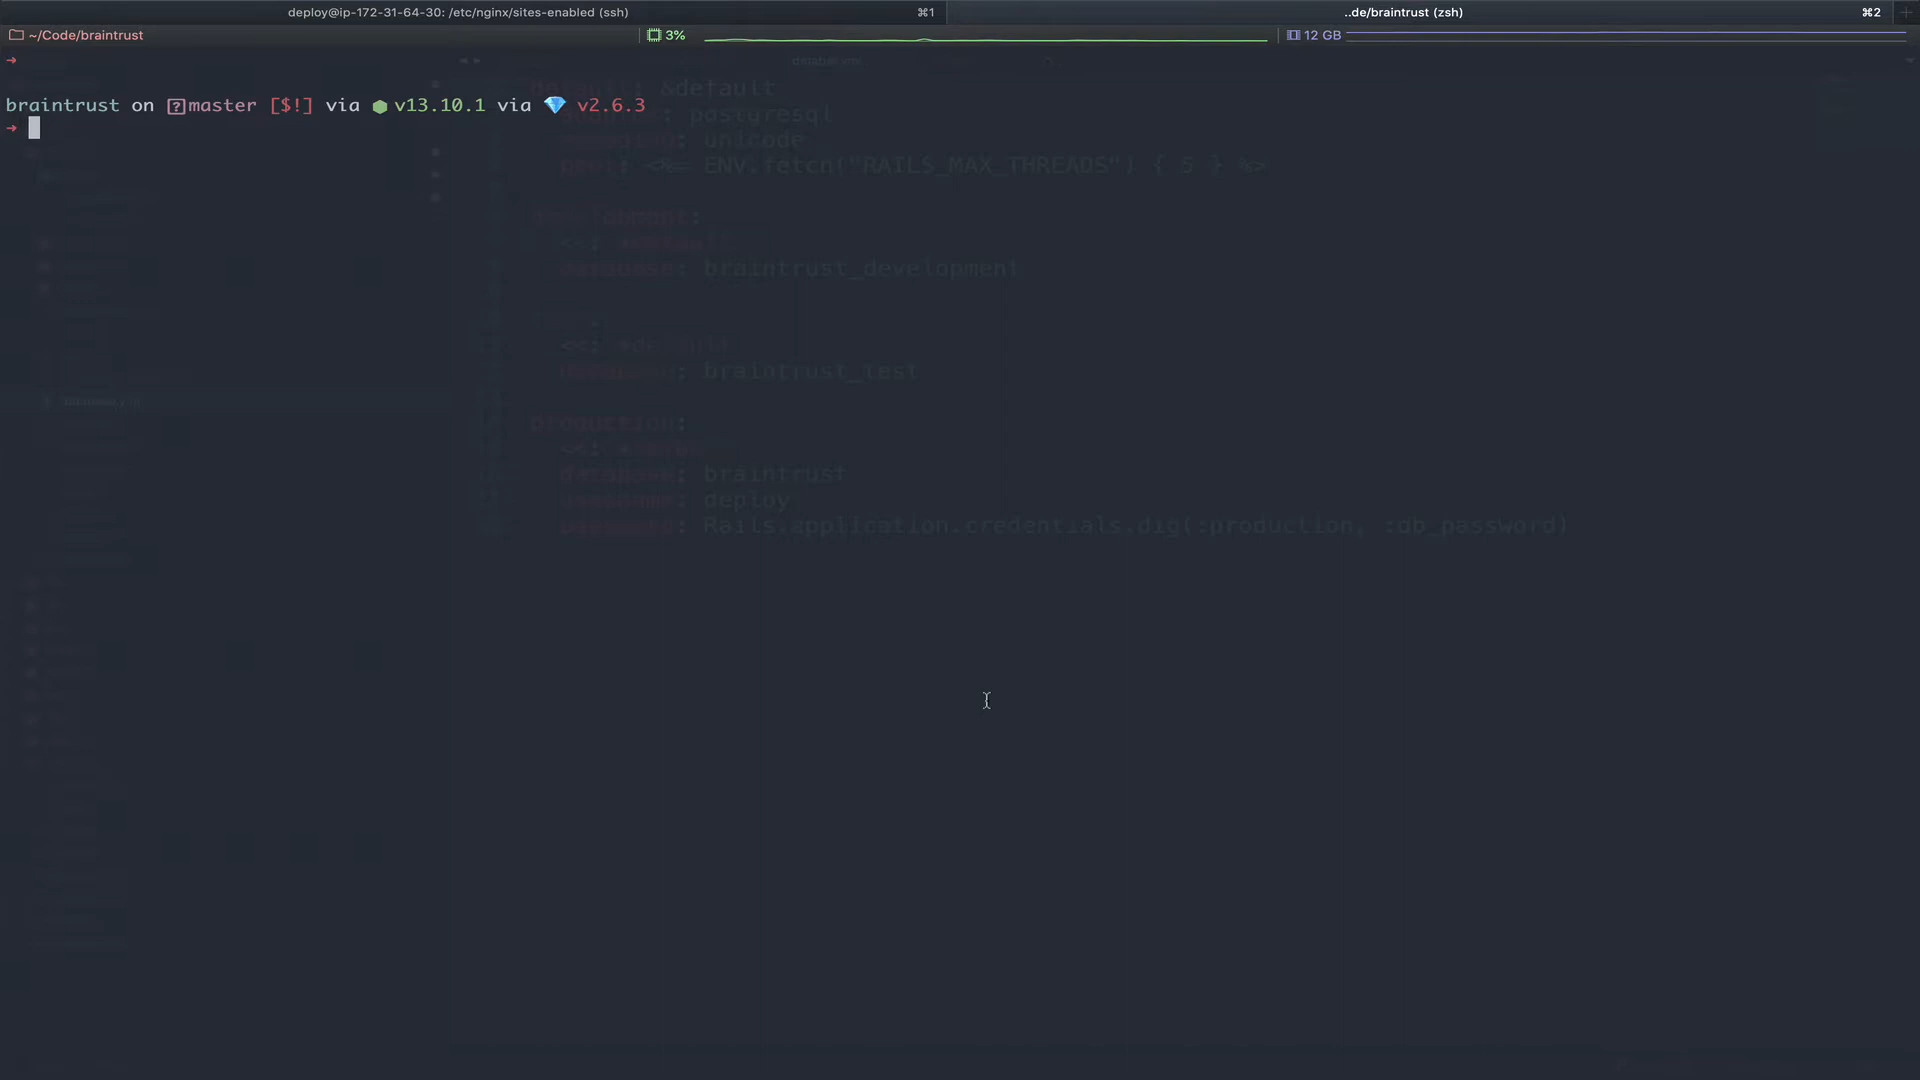 deploy@ip-172-31-64-30: /etc/nginx/sites-enabled (ssh) ⌘1 ..de/braintrust (zsh) ⌘2 +
~/Code/braintrust 3% 12 GB
➜
braintrust on [?]master [$!] via ⬢ v13.10.1 via 💎 v2.6.3
➜
default: &default
adapter: postgresql
unicode
pool: <%= ENV.fetch("RAILS_MAX_THREADS") { 5 } %>
development:
<<: *default
database: braintrust_development
<<: *default
database: braintrust_test
production:
<<: *default
database: braintrust
username: deploy
password: Rails.application.credentials.dig(:production, :db_password)